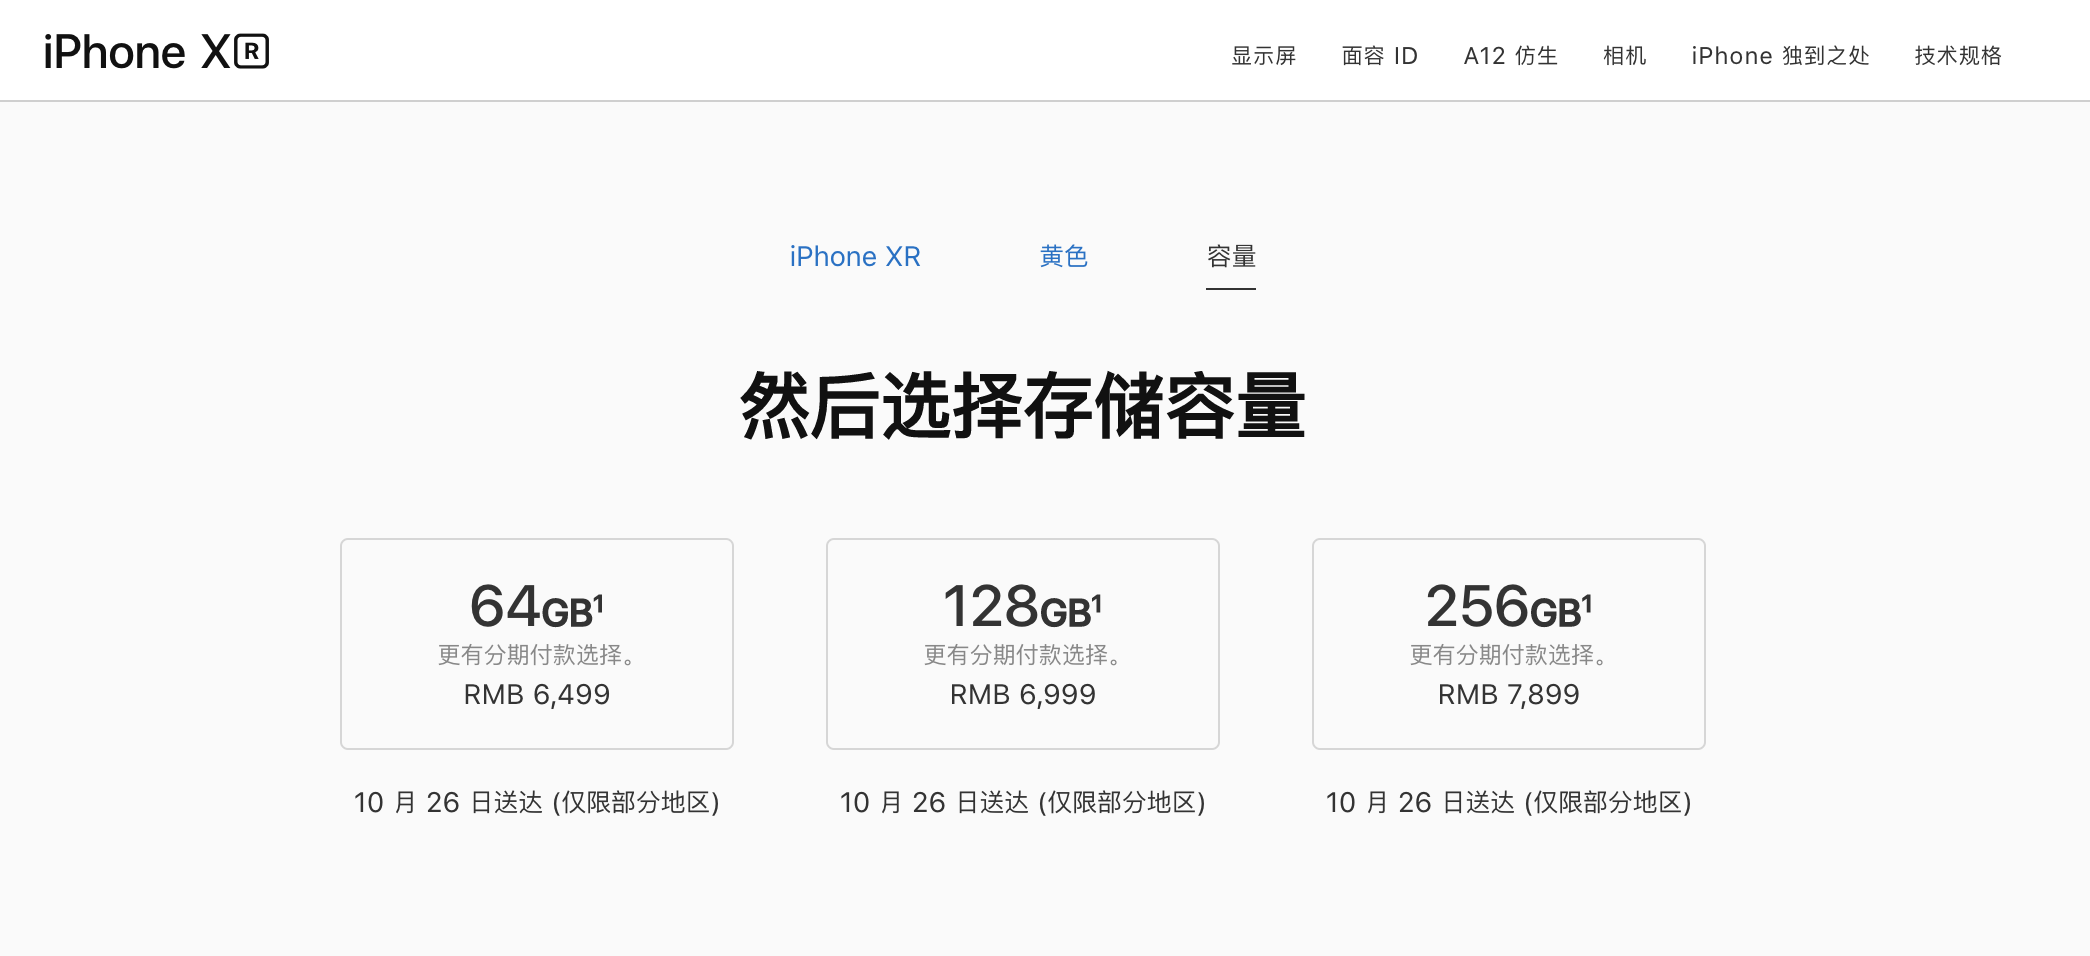 iPhone XR
显示屏 面容 ID A12 仿生 相机 iPhone 独到之处 技术规格
iPhone XR 黄色 容量
然后选择存储容量
64GB¹
更有分期付款选择。
RMB 6,499
10 月 26 日送达 (仅限部分地区)
128GB¹
更有分期付款选择。
RMB 6,999
10 月 26 日送达 (仅限部分地区)
256GB¹
更有分期付款选择。
RMB 7,899
10 月 26 日送达 (仅限部分地区)